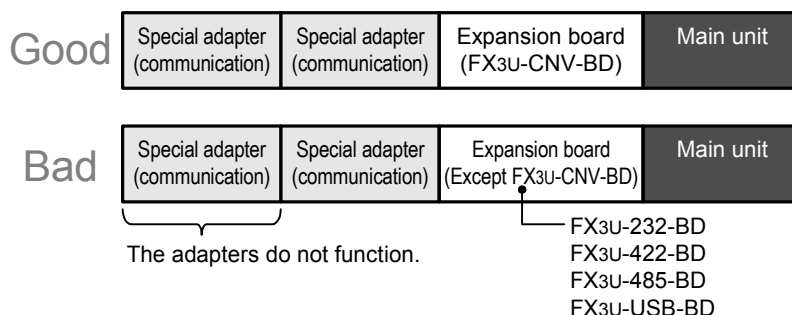 Good
Special adapter
(communication)
Special adapter
(communication)
Expansion board
(FX3U-CNV-BD)
Main unit
Bad
Special adapter
(communication)
Special adapter
(communication)
Expansion board
(Except FX3U-CNV-BD)
Main unit
The adapters do not function.
FX3U-232-BD
FX3U-422-BD
FX3U-485-BD
FX3U-USB-BD